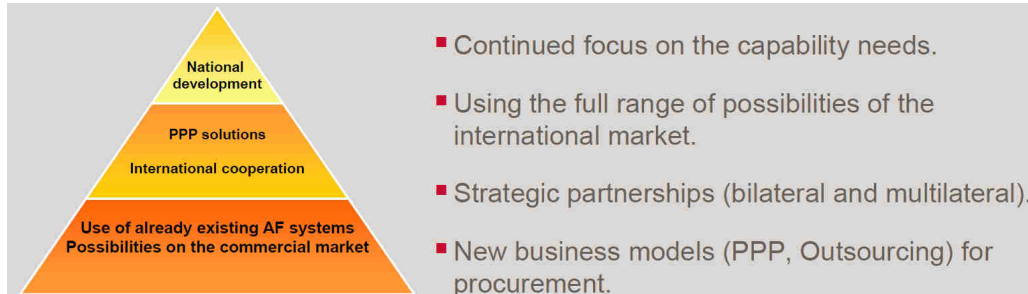 National
development
PPP solutions
International cooperation
Use of already existing AF systems
Possibilities on the commercial market
▪ Continued focus on the capability needs.
▪ Using the full range of possibilities of the
international market.
▪ Strategic partnerships (bilateral and multilateral).
▪ New business models (PPP, Outsourcing) for
procurement.